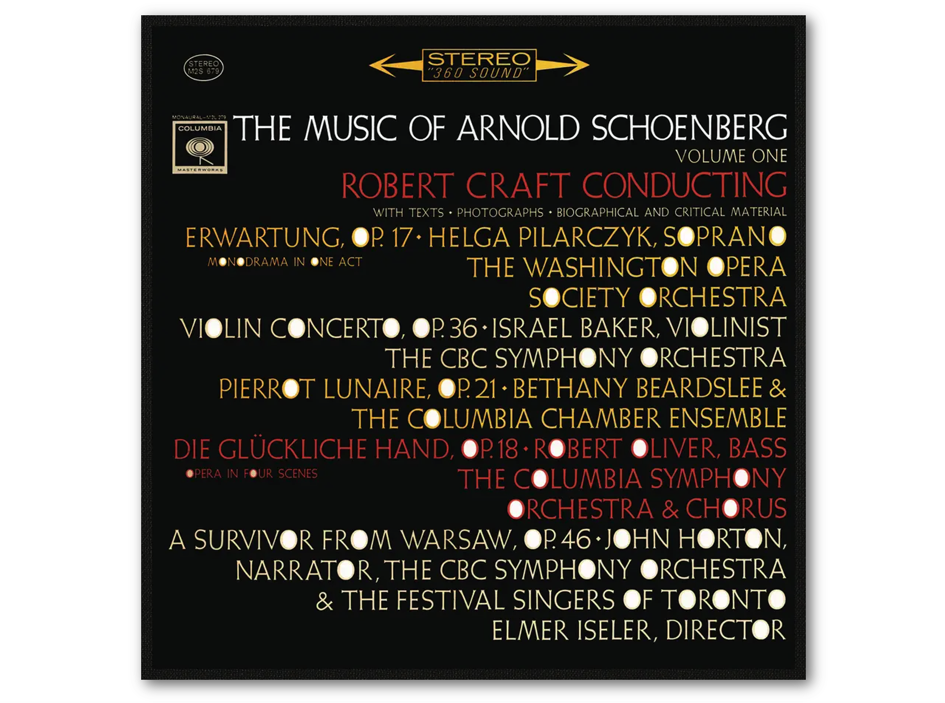 STEREO
M2S 679
STEREO
"360 SOUND"
MONAURAL—M2L 279
COLUMBIA
MASTERWORKS
THE MUSIC OF ARNOLD SCHOENBERG
VOLUME ONE
ROBERT CRAFT CONDUCTING
WITH TEXTS • PHOTOGRAPHS • BIOGRAPHICAL AND CRITICAL MATERIAL
ERWARTUNG, OP. 17 • HELGA PILARCZYK, SOPRANO
MONODRAMA IN ONE ACT
THE WASHINGTON OPERA
SOCIETY ORCHESTRA
VIOLIN CONCERTO, OP. 36 • ISRAEL BAKER, VIOLINIST
THE CBC SYMPHONY ORCHESTRA
PIERROT LUNAIRE, OP. 21 • BETHANY BEARDSLEE &
THE COLUMBIA CHAMBER ENSEMBLE
DIE GLÜCKLICHE HAND, OP. 18 • ROBERT OLIVER, BASS
OPERA IN FOUR SCENES
THE COLUMBIA SYMPHONY
ORCHESTRA & CHORUS
A SURVIVOR FROM WARSAW, OP. 46 • JOHN HORTON,
NARRATOR, THE CBC SYMPHONY ORCHESTRA
& THE FESTIVAL SINGERS OF TORONTO
ELMER ISELER, DIRECTOR